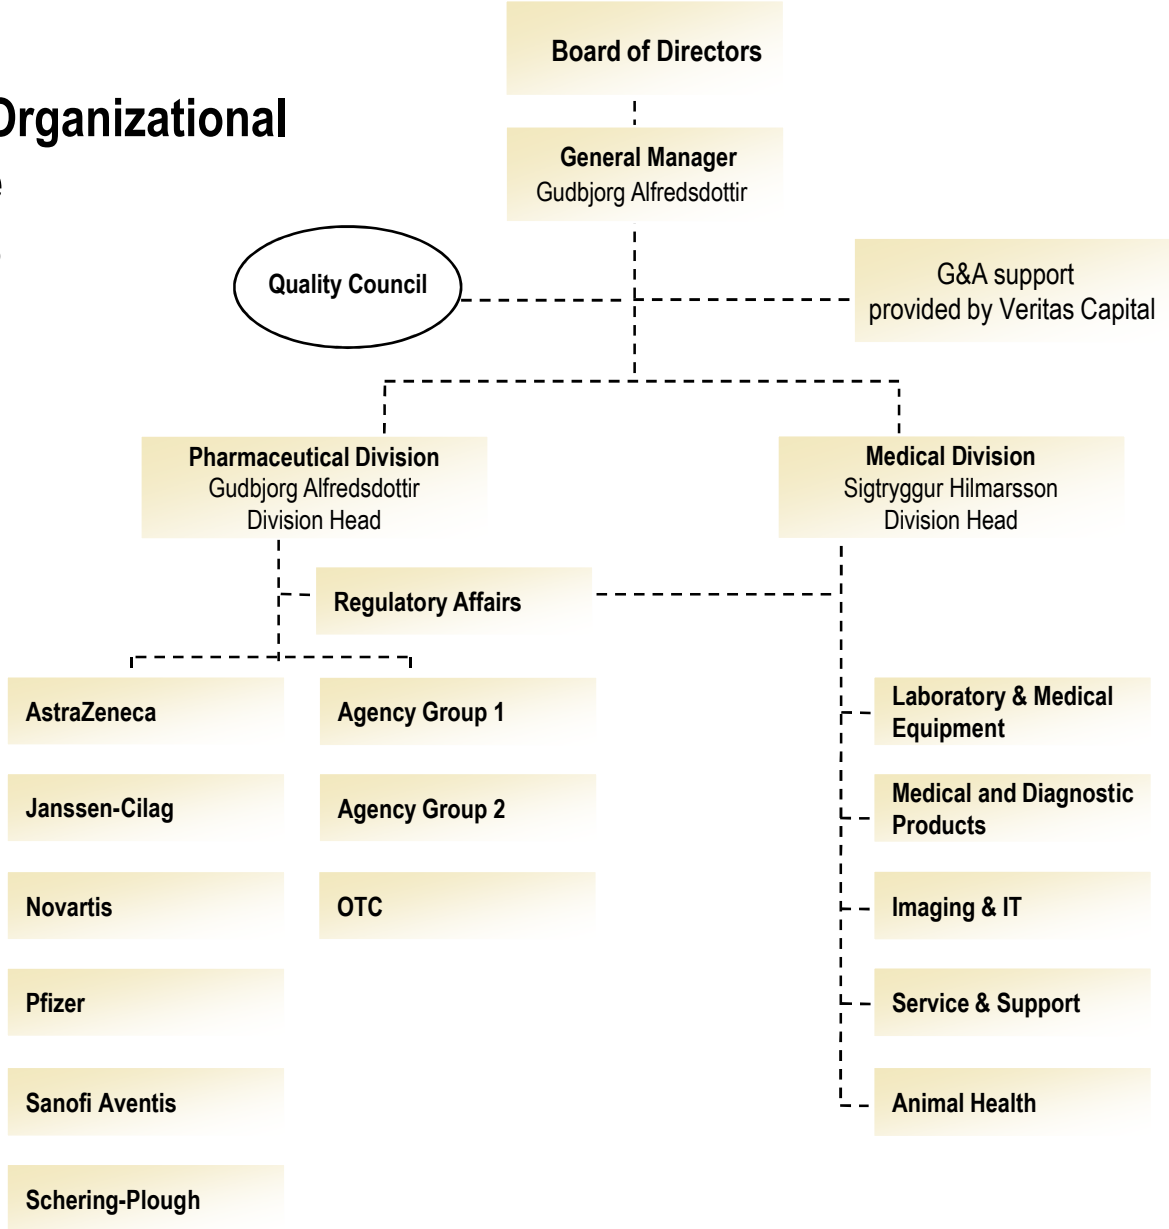 Board of Directors
Organizational
General Manager
Gudbjorg Alfredsdottir
Quality Council
G&A support
provided by Veritas Capital
Pharmaceutical Division
Gudbjorg Alfredsdottir
Division Head
Medical Division
Sigtryggur Hilmarsson
Division Head
Regulatory Affairs
AstraZeneca
Agency Group 1
Laboratory & Medical
Equipment
Janssen-Cilag
Agency Group 2
Medical and Diagnostic
Products
Novartis
OTC
Imaging & IT
Pfizer
Service & Support
Sanofi Aventis
Animal Health
Schering-Plough